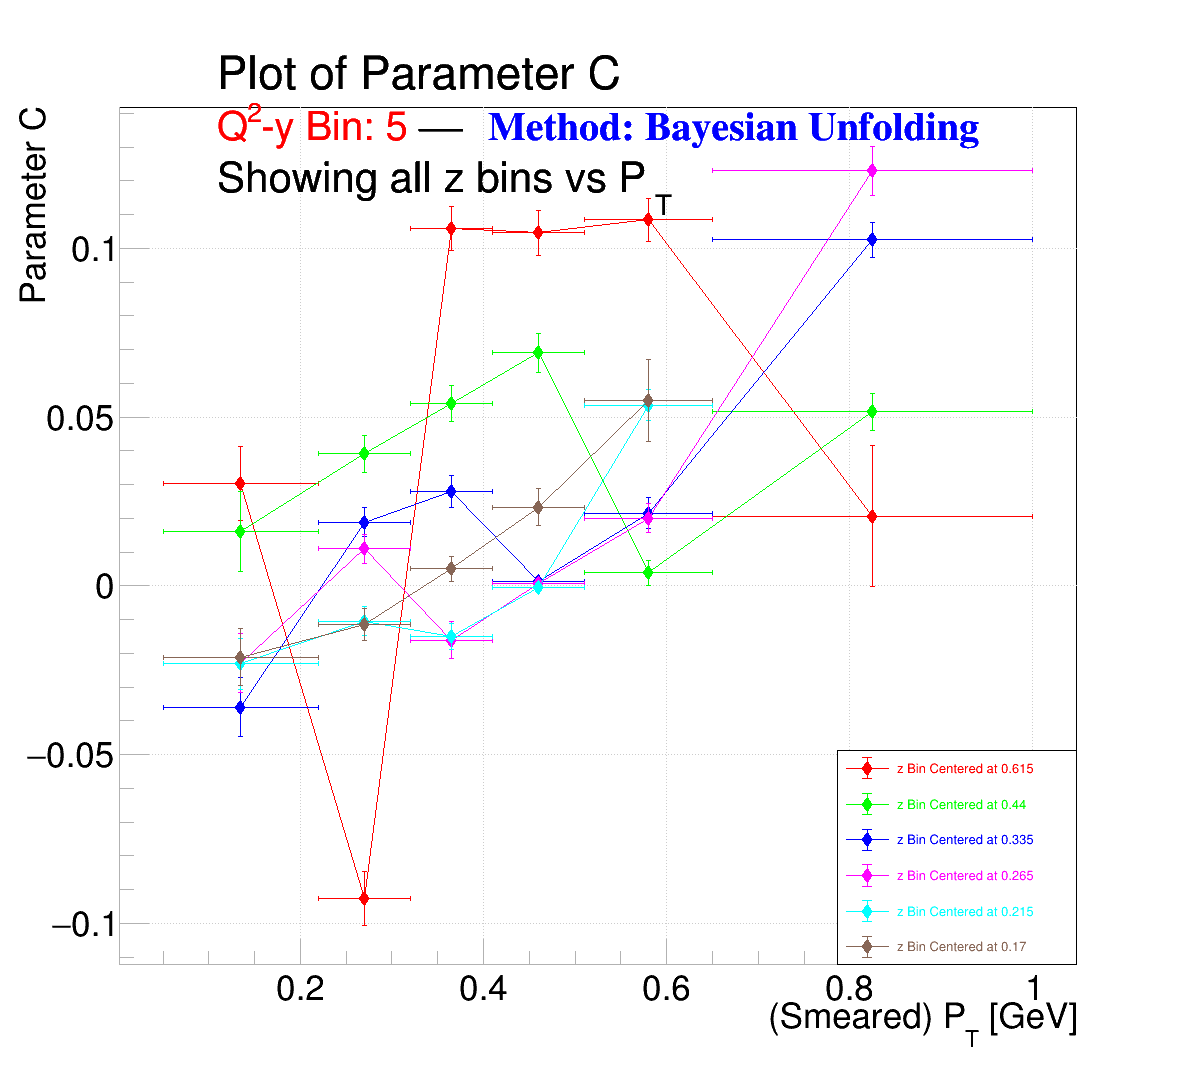 Plot of Parameter C
Q²-y Bin: 5 — Method: Bayesian Unfolding
Showing all z bins vs P_T
Parameter C
0.1
0.05
0
−0.05
−0.1
z Bin Centered at 0.615
z Bin Centered at 0.44
z Bin Centered at 0.335
z Bin Centered at 0.265
z Bin Centered at 0.215
z Bin Centered at 0.17
0.2 0.4 0.6 0.8 1
(Smeared) P_T [GeV]